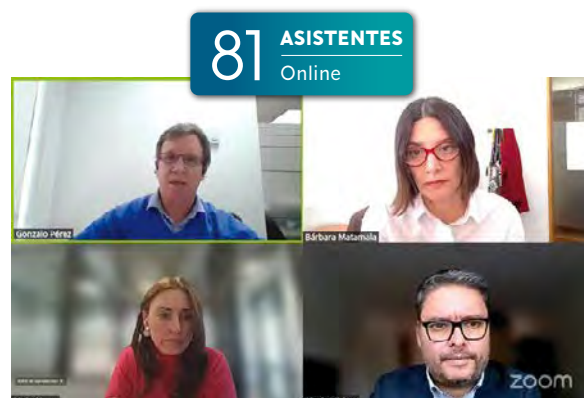 81 ASISTENTES
Online
Gonzalo Pérez
Bárbara Matamala
zoom